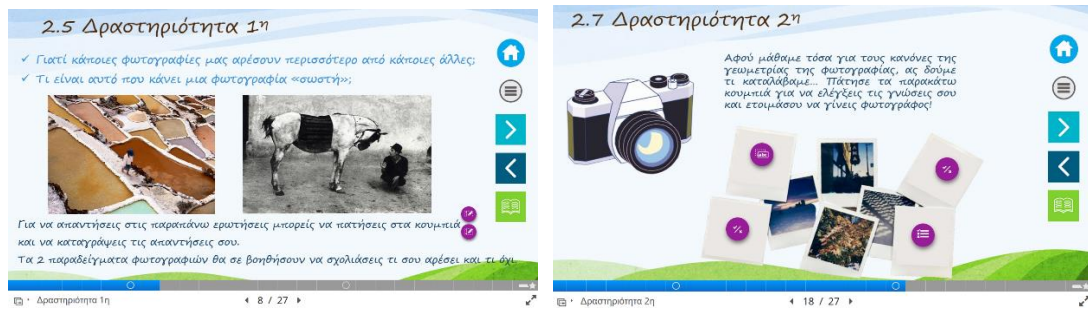 2.5 Δραστηριότητα 1η
✓ Γιατί κάποιες φωτογραφίες μας αρέσουν περισσότερο από κάποιες άλλες;
✓ Τι είναι αυτό που κάνει μια φωτογραφία «σωστή»;
Για να απαντήσεις στις παραπάνω ερωτήσεις μπορείς να πατήσεις στα κουμπιά
και να καταγράψεις τις απαντήσεις σου.
Τα 2 παραδείγματα φωτογραφιών θα σε βοηθήσουν να σχολιάσεις τι σου αρέσει και τι όχι
Δραστηριότητα 1η
8 / 27
2.7 Δραστηριότητα 2η
Αφού μάθαμε τόσα για τους κανόνες της
γεωμετρίας της φωτογραφίας, ας δούμε
τι καταλάβαμε... Πάτησε τα παρακάτω
κουμπιά για να ελέγξεις τις γνώσεις σου
και ετοιμάσου να γίνεις φωτογράφος!
Δραστηριότητα 2η
18 / 27